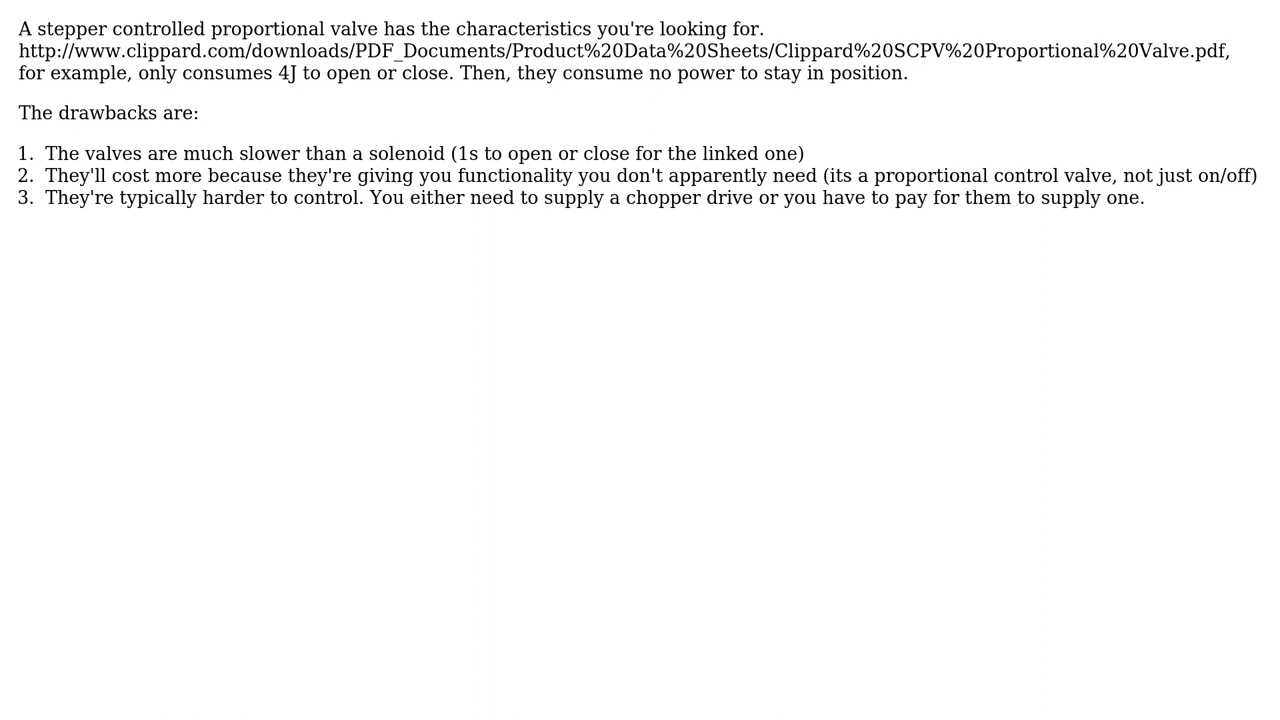 A stepper controlled proportional valve has the characteristics you're looking for.
http://www.clippard.com/downloads/PDF_Documents/Product%20Data%20Sheets/Clippard%20SCPV%20Proportional%20Valve.pdf,
for example, only consumes 4J to open or close. Then, they consume no power to stay in position.
The drawbacks are:
1. The valves are much slower than a solenoid (1s to open or close for the linked one)
2. They'll cost more because they're giving you functionality you don't apparently need (its a proportional control valve, not just on/off)
3. They're typically harder to control. You either need to supply a chopper drive or you have to pay for them to supply one.